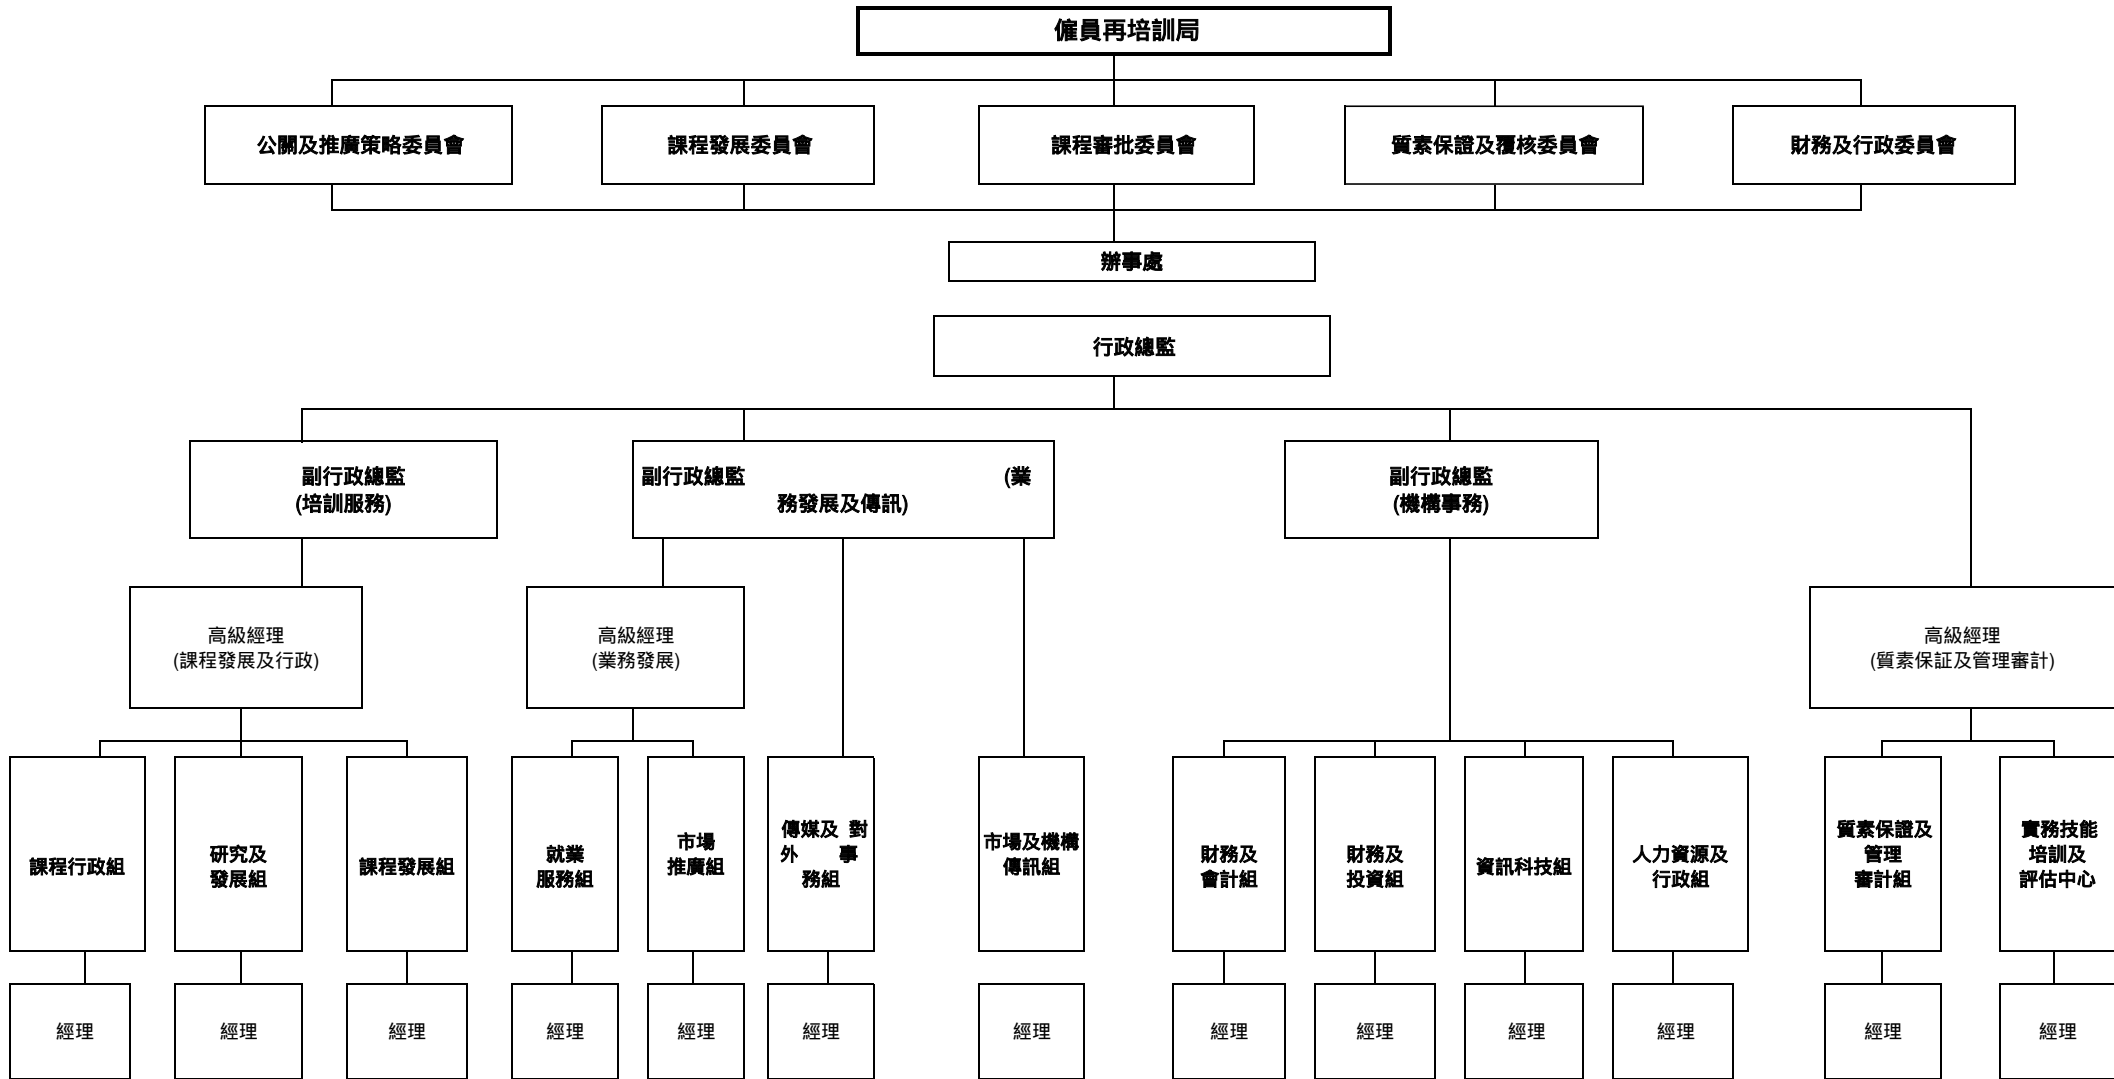 僱員再培訓局
公關及推廣策略委員會
課程發展委員會
課程審批委員會
質素保證及覆核委員會
財務及行政委員會
辦事處
行政總監
副行政總監
(培訓服務)
副行政總監 (業
務發展及傳訊)
副行政總監
(機構事務)
高級經理
(課程發展及行政)
高級經理
(業務發展)
高級經理
(質素保証及管理審計)
課程行政組
研究及
發展組
課程發展組
就業
服務組
市場
推廣組
傳媒及 對
外 事
務組
市場及機構
傳訊組
財務及
會計組
財務及
投資組
資訊科技組
人力資源及
行政組
質素保證及
管理
審計組
實務技能
培訓及
評估中心
經理
經理
經理
經理
經理
經理
經理
經理
經理
經理
經理
經理
經理